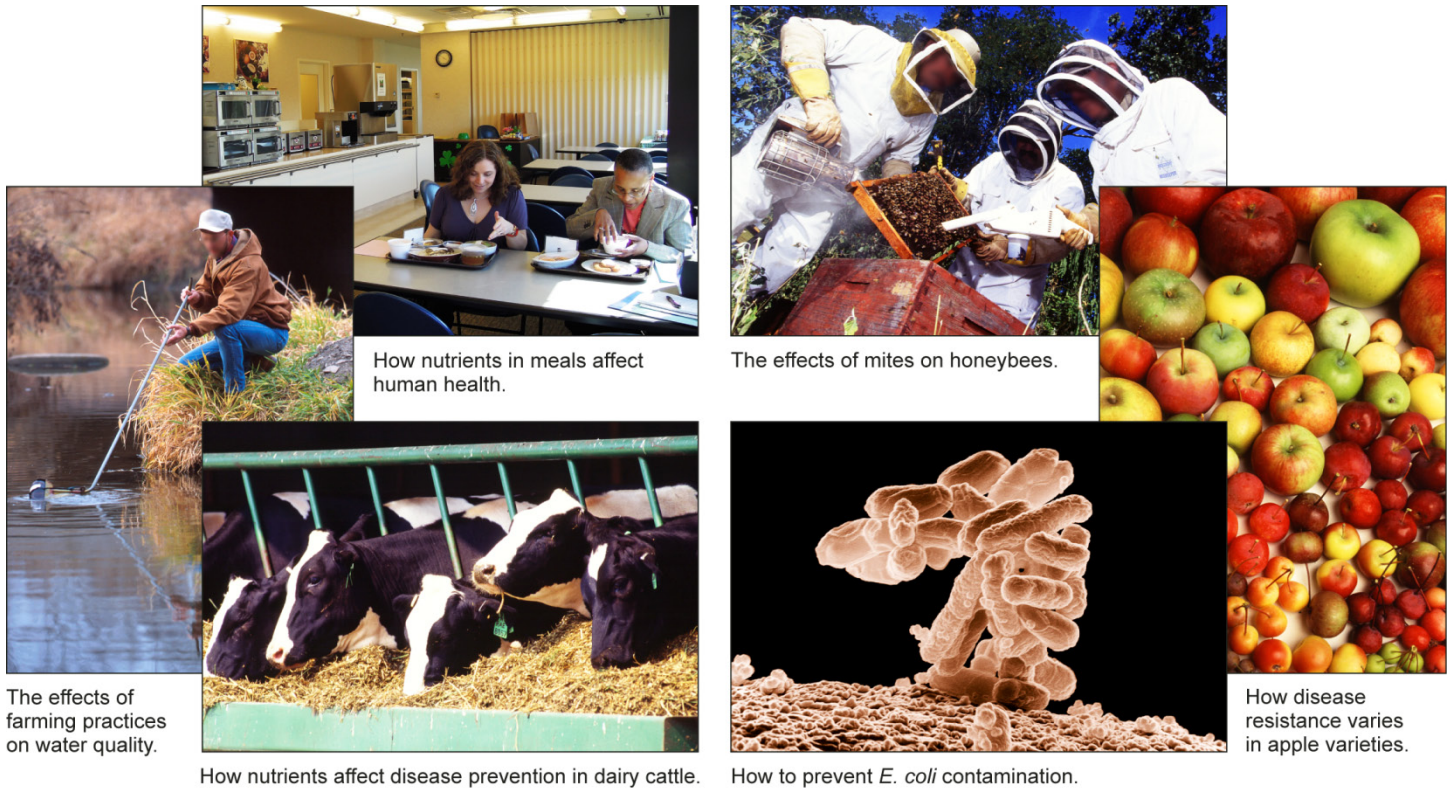 How nutrients in meals affect
human health.
The effects of mites on honeybees.
The effects of
farming practices
on water quality.
How disease
resistance varies
in apple varieties.
How nutrients affect disease prevention in dairy cattle.
How to prevent E. coli contamination.